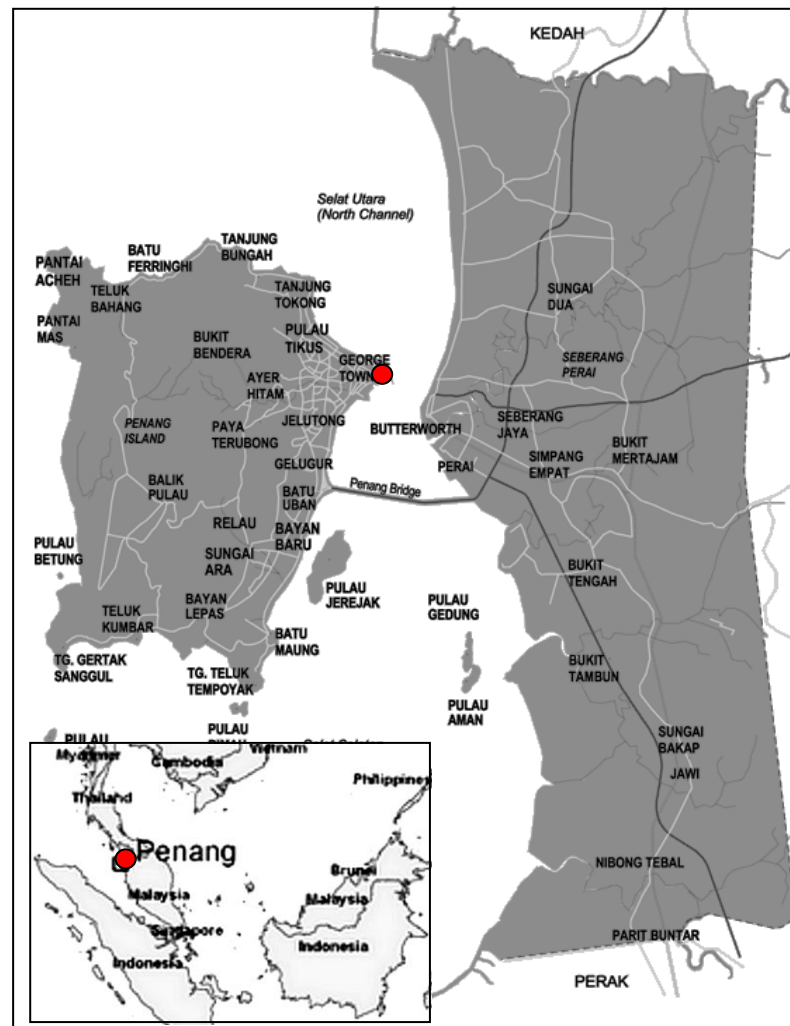 KEDAH
Selat Utara
(North Channel)
TANJUNG
BUNGAH
BATU
FERRINGHI
PANTAI
ACHEH
TELUK
BAHANG
TANJUNG
TOKONG
SUNGAI
DUA
PANTAI
MAS
BUKIT
BENDERA
PULAU
TIKUS
GEORGE
TOWN
SEBERANG
PERAI
AYER
HITAM
PENANG
ISLAND
PAYA
TERUBONG
JELUTONG
BUTTERWORTH
SEBERANG
JAYA
BUKIT
MERTAJAM
SIMPANG
EMPAT
GELUGUR
PERAI
BALIK
PULAU
BATU
UBAN
Penang Bridge
RELAU
BAYAN
BARU
PULAU
BETUNG
SUNGAI
ARA
BUKIT
TENGAH
PULAU
JEREJAK
PULAU
GEDUNG
BAYAN
LEPAS
TELUK
KUMBAR
BATU
MAUNG
TG. GERTAK
SANGGUL
TG. TELUK
TEMPOYAK
BUKIT
TAMBUN
PULAU
AMAN
PULAU
PULAU
SUNGAI
BAKAP
JAWI
NIBONG TEBAL
PARIT BUNTAR
PERAK
Myanmar
Cambodia
Vietnam
Thailand
Philippines
Penang
Brunei
Malaysia
Malaysia
Singapore
Indonesia
Indonesia